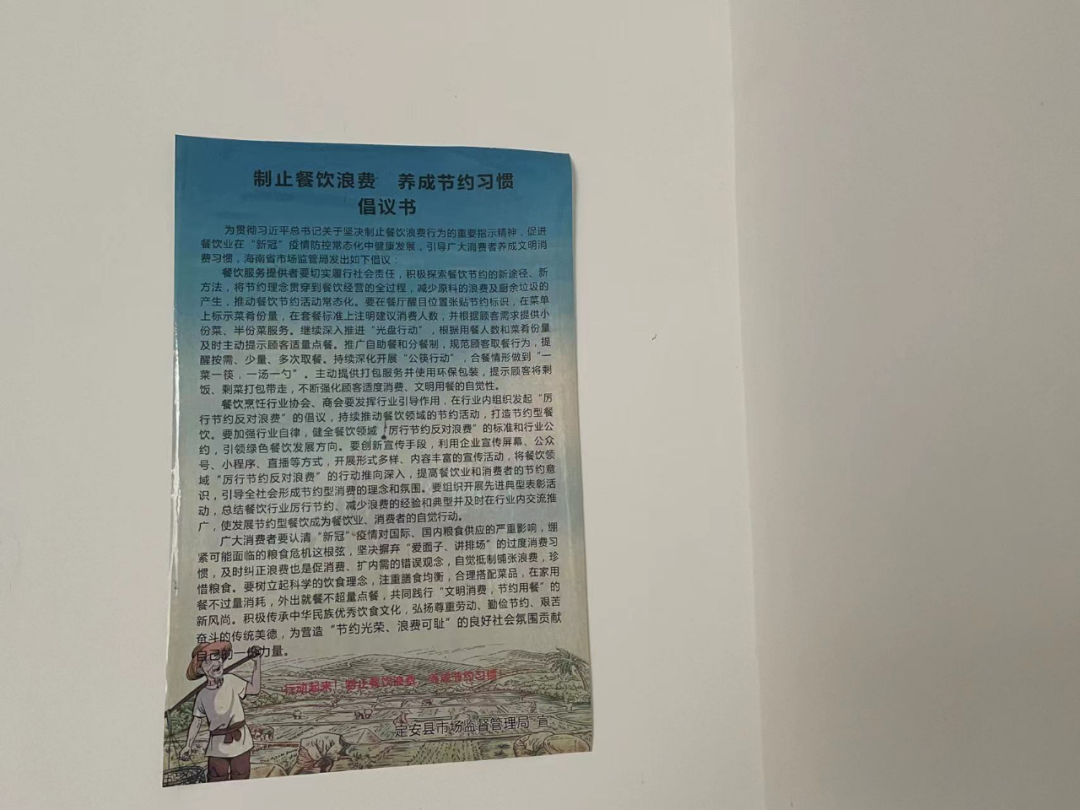 制止餐饮浪费 养成节约习惯
倡议书
为贯彻习近平总书记关于坚决制止餐饮浪费行为的重要指示精神，促进
餐饮业在“新冠”疫情防控常态化中健康发展，引导广大消费者养成文明消
费习惯，海南省市场监管局发出如下倡议：
餐饮服务提供者要切实履行社会责任，积极探索餐饮节约的新途径、新
方法，将节约理念贯穿到餐饮经营的全过程，减少原料的浪费及厨余垃圾的
产生，推动餐饮节约活动常态化。要在餐厅醒目位置张贴节约标识，在菜单
上标示菜肴份量，在套餐标准上注明建议消费人数，并根据顾客需求提供小
份菜、半份菜服务。继续深入推进“光盘行动”，根据用餐人数和菜肴份量
及时主动提示顾客适量点餐。推广自助餐和分餐制，规范顾客取餐行为，提
醒按需、少量、多次取餐。持续深化开展“公筷行动”，合餐情形做到“一
菜一筷，一汤一勺”。主动提供打包服务并使用环保包装，提示顾客将剩
饭、剩菜打包带走，不断强化顾客适度消费、文明用餐的自觉性。
餐饮烹饪行业协会、商会要发挥行业引导作用，在行业内组织发起“厉
行节约反对浪费”的倡议，持续推动餐饮领域的节约活动，打造节约型餐
饮。要加强行业自律，健全餐饮领域“厉行节约反对浪费”的标准和行业公
约，引领绿色餐饮发展方向。要创新宣传手段，利用企业宣传屏幕、公众
号、小程序、直播等方式，开展形式多样、内容丰富的宣传活动，将餐饮领
域“厉行节约反对浪费”的行动推向深入，提高餐饮业和消费者的节约意
识，引导全社会形成节约型消费的理念和氛围。要组织开展先进典型表彰活
动，总结餐饮行业厉行节约、减少浪费的经验和典型并及时在行业内交流推
广，使发展节约型餐饮成为餐饮业、消费者的自觉行动。
广大消费者要认清“新冠”疫情对国际、国内粮食供应的严重影响，绷
紧可能面临的粮食危机这根弦，坚决摒弃“爱面子、讲排场”的过度消费习
惯，及时纠正浪费也是促消费、扩内需的错误观念，自觉抵制铺张浪费，珍
惜粮食。要树立起科学的饮食理念，注重膳食均衡，合理搭配菜品，在家用
餐不过量消耗，外出就餐不超量点餐，共同践行“文明消费，节约用餐”的
新风尚。积极传承中华民族优秀饮食文化，弘扬尊重劳动、勤俭节约、艰苦
奋斗的传统美德，为营造“节约光荣、浪费可耻”的良好社会氛围贡献
自己的一份力量。
行动起来！制止餐饮浪费 养成节约习惯！
定安县市场监督管理局 宣